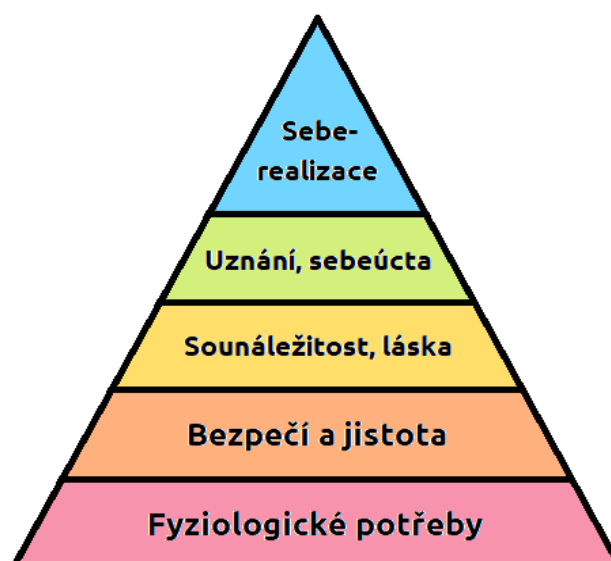 Sebe-
realizace
Uznání, sebeúcta
Sounáležitost, láska
Bezpečí a jistota
Fyziologické potřeby